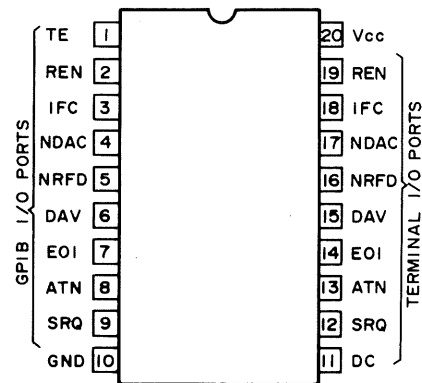 TE 1 20 Vcc
REN 2 19 REN
IFC 3 18 IFC
NDAC 4 17 NDAC
NRFD 5 16 NRFD
DAV 6 15 DAV
EOI 7 14 EOI
ATN 8 13 ATN
SRQ 9 12 SRQ
GND 10 11 DC
GPIB I/O PORTS
TERMINAL I/O PORTS